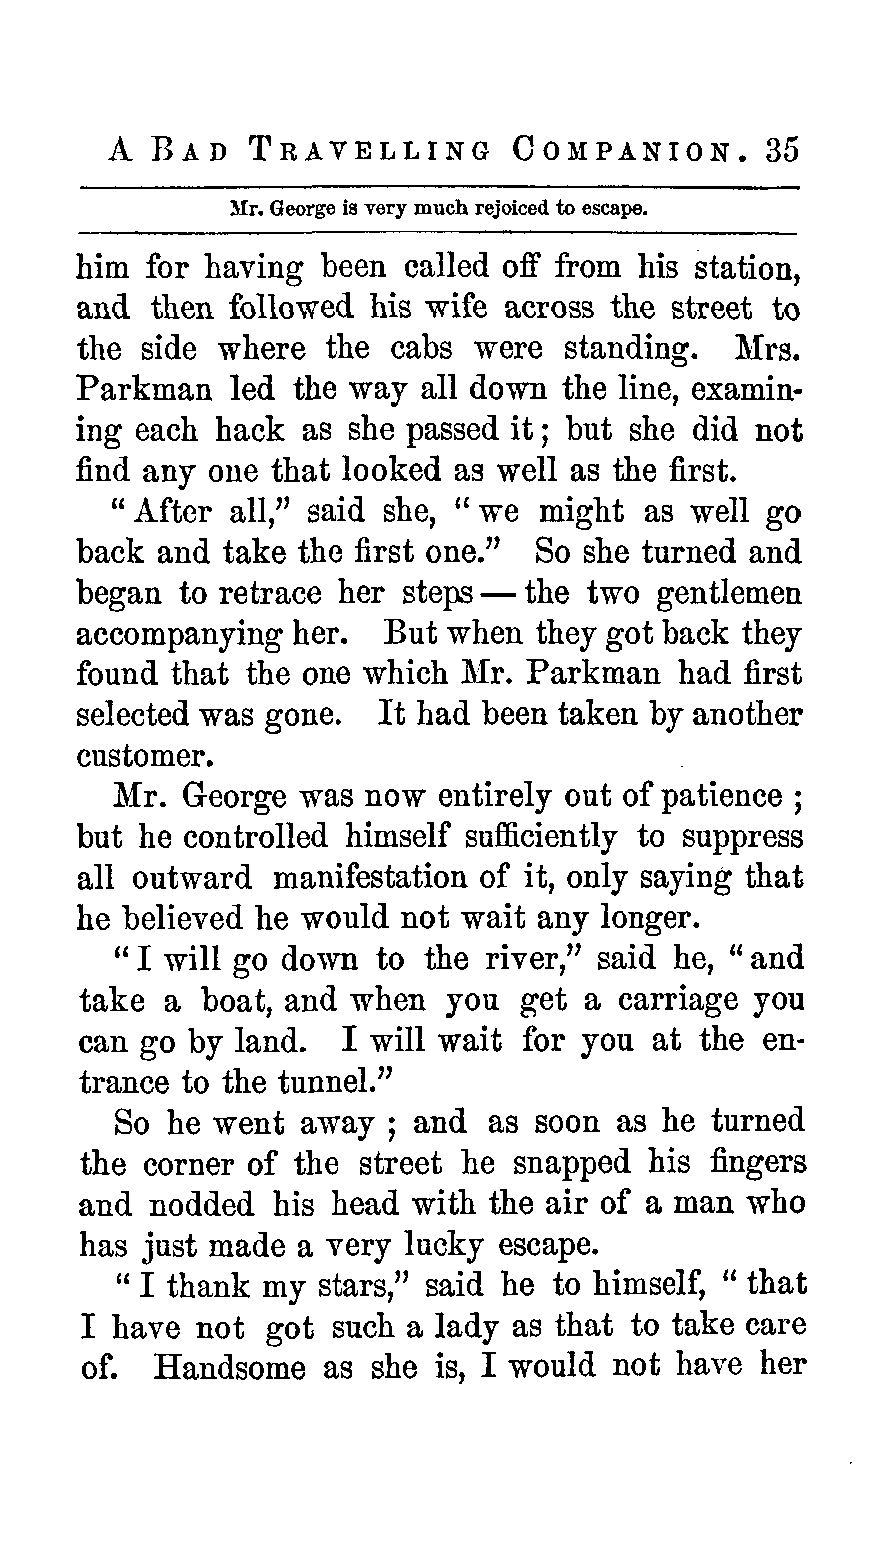 A BAD TRAVELLING COMPANION. 35
Mr. George is very much rejoiced to escape.
him for having been called off from his station,
and then followed his wife across the street to
the side where the cabs were standing. Mrs.
Parkman led the way all down the line, examin-
ing each hack as she passed it; but she did not
find any one that looked as well as the first.
“After all,” said she, “we might as well go
back and take the first one.” So she turned and
began to retrace her steps — the two gentlemen
accompanying her. But when they got back they
found that the one which Mr. Parkman had first
selected was gone. It had been taken by another
customer.
Mr. George was now entirely out of patience ;
but he controlled himself sufficiently to suppress
all outward manifestation of it, only saying that
he believed he would not wait any longer.
“I will go down to the river,” said he, “and
take a boat, and when you get a carriage you
can go by land. I will wait for you at the en-
trance to the tunnel.”
So he went away ; and as soon as he turned
the corner of the street he snapped his fingers
and nodded his head with the air of a man who
has just made a very lucky escape.
“I thank my stars,” said he to himself, “that
I have not got such a lady as that to take care
of. Handsome as she is, I would not have her